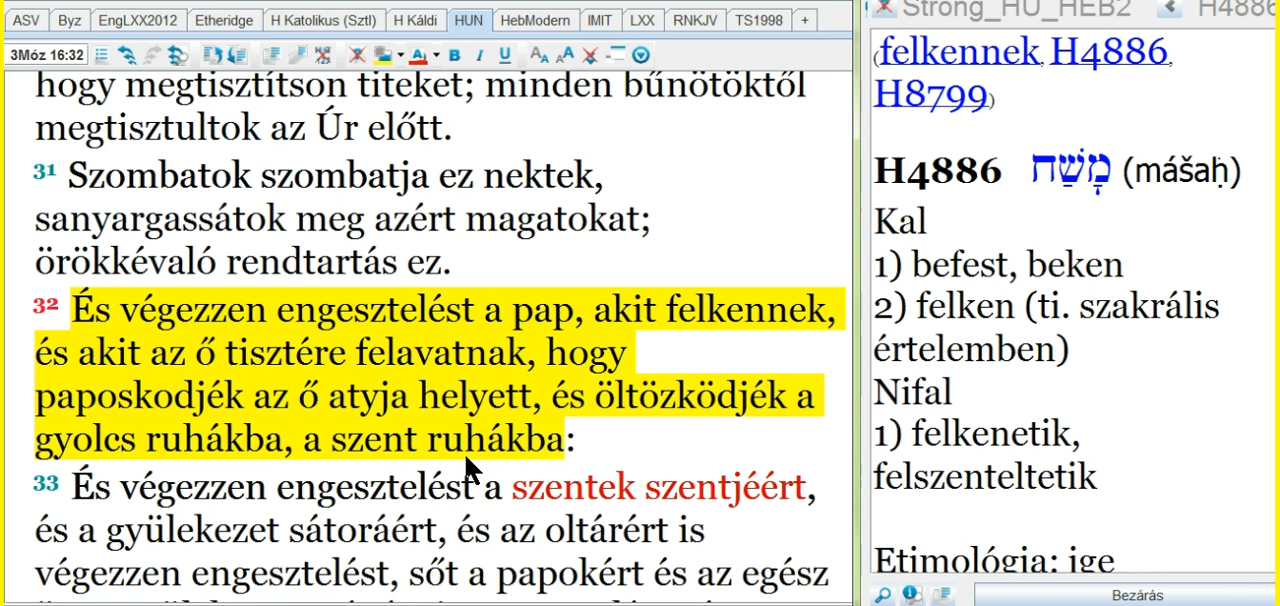 ASV Byz EngLXX2012 Etheridge H Katolikus (Sztl) H Káldi HUN HebModern IMIT LXX RNKJV TS1998 +
3Móz 16:32
hogy megtisztítson titeket; minden bűnötöktől
megtisztultok az Úr előtt.
31 Szombatok szombatja ez nektek,
sanyargassátok meg azért magatokat;
örökkévaló rendtartás ez.
32 És végezzen engesztelést a pap, akit felkennek,
és akit az ő tisztére felavatnak, hogy
paposkodjék az ő atyja helyett, és öltözködjék a
gyolcs ruhákba, a szent ruhákba:
33 És végezzen engesztelést a szentek szentjéért,
és a gyülekezet sátoráért, és az oltárért is
végezzen engesztelést, sőt a papokért és az egész
Strong_HU_HEB2 H4886
(felkennek, H4886,
H8799)
H4886 מָשַׁח (mášaḥ)
Kal
1) befest, beken
2) felken (ti. szakrális
értelemben)
Nifal
1) felkenetik,
felszenteltetik
Etimológia: ige
Bezárás